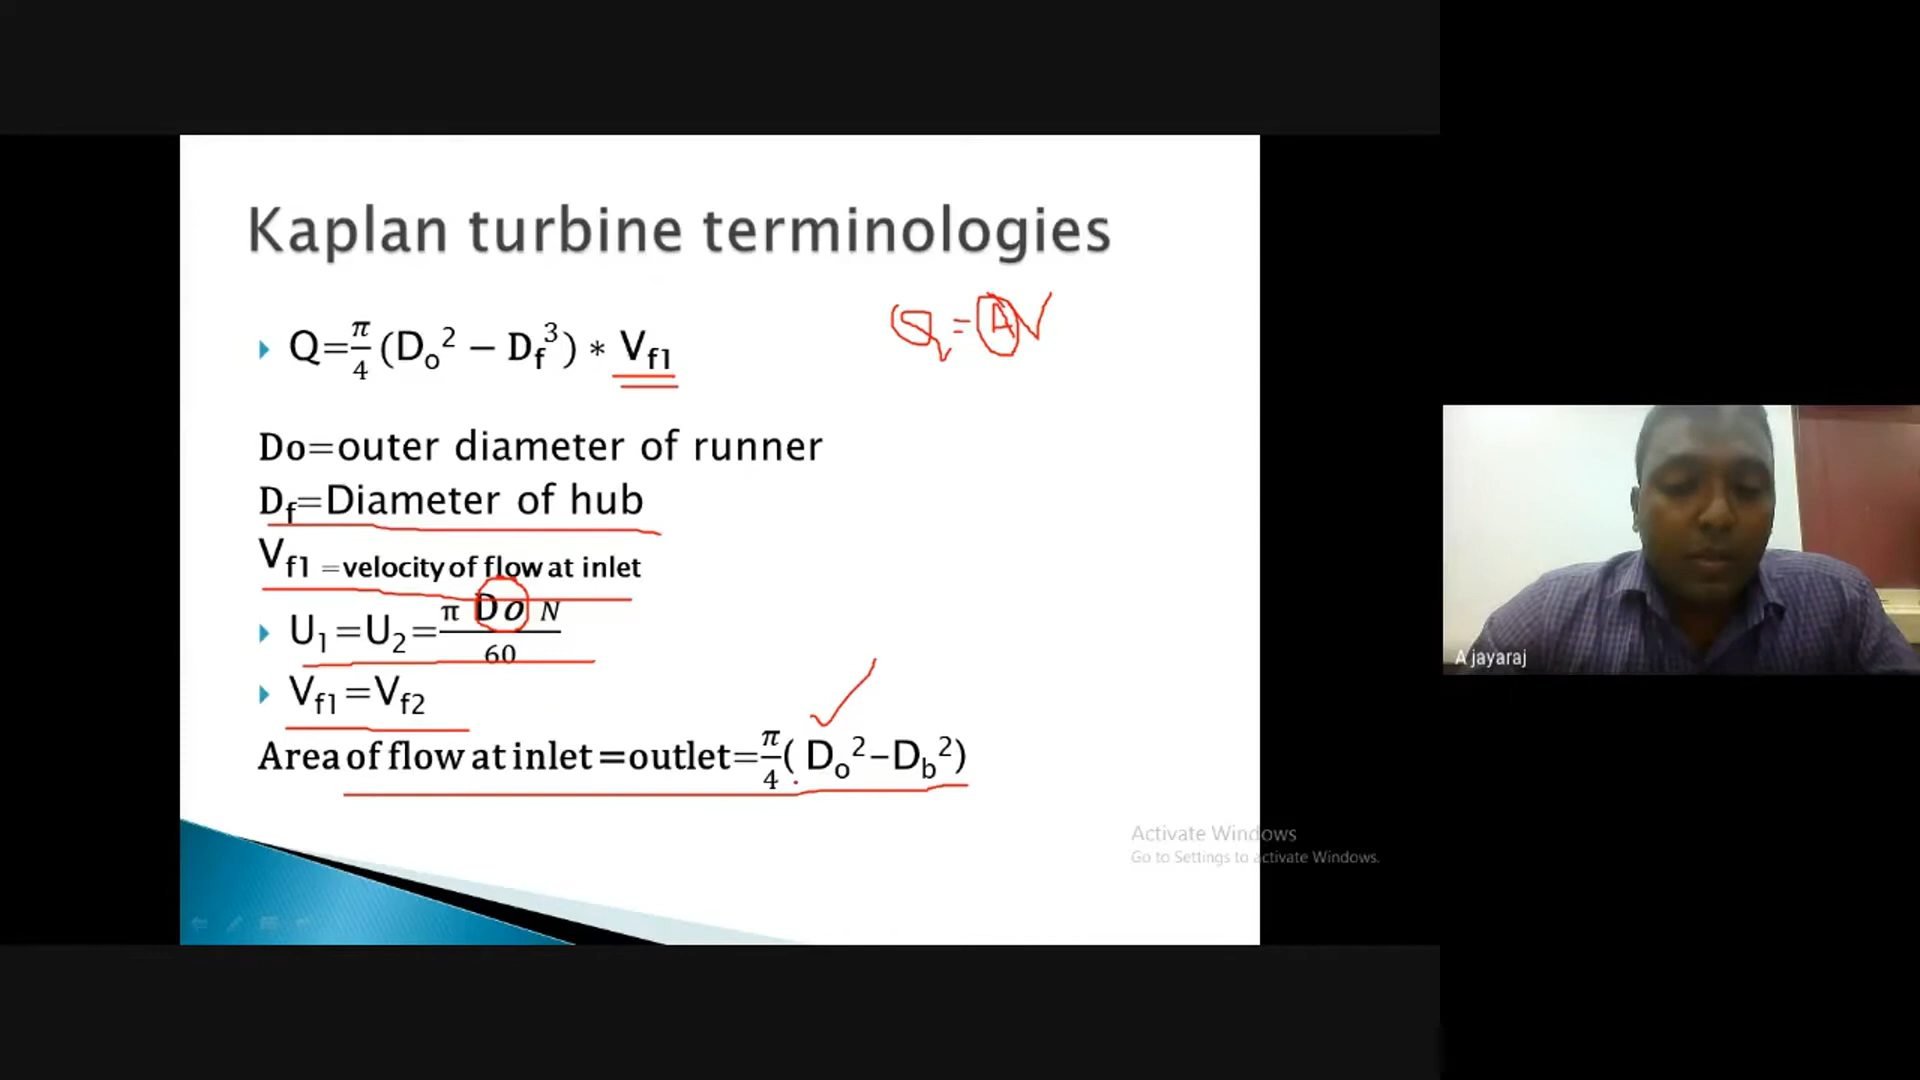 Kaplan turbine terminologies
Q=π/4 (Dₒ² − D_f³) * V_f1
Q = AV
Do=outer diameter of runner
D_f=Diameter of hub
V_f1 =velocity of flow at inlet
U₁=U₂=π Do N/60
V_f1=V_f2
Area of flow at inlet=outlet=π/4( Dₒ²−D_b²)
Activate Windows
Go to Settings to activate Windows.
A jayaraj